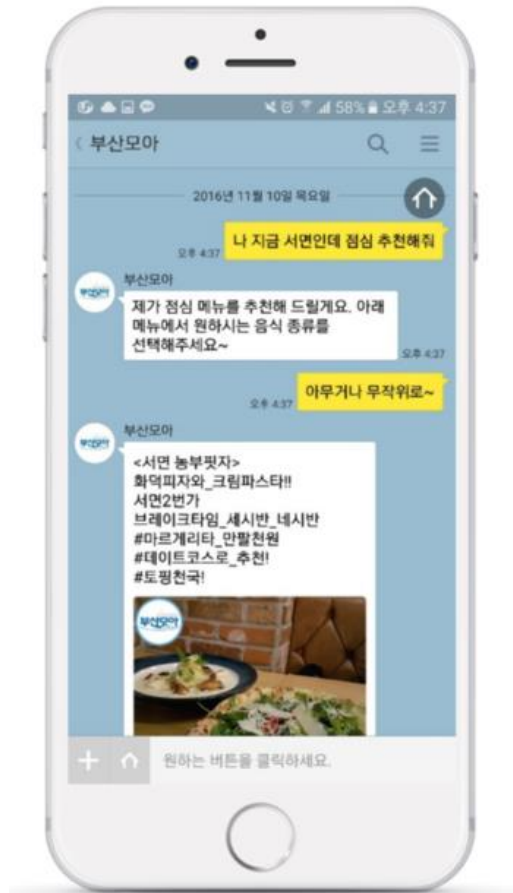 58% 오후 4:37
부산모아
2016년 11월 10일 목요일
나 지금 서면인데 점심 추천해줘
오후 4:37
부산모아
부산모아
제가 점심 메뉴를 추천해 드릴게요. 아래
메뉴에서 원하시는 음식 종류를
선택해주세요~
오후 4:37
아무거나 무작위로~
오후 4:37
부산모아
부산모아
<서면 농부핏자>
화덕피자와_크림파스타!!
서면2번가
브레이크타임_세시반_네시반
#마르게리타_만팔천원
#데이트코스로_추천!
#토핑천국!
부산모아
원하는 버튼을 클릭하세요.